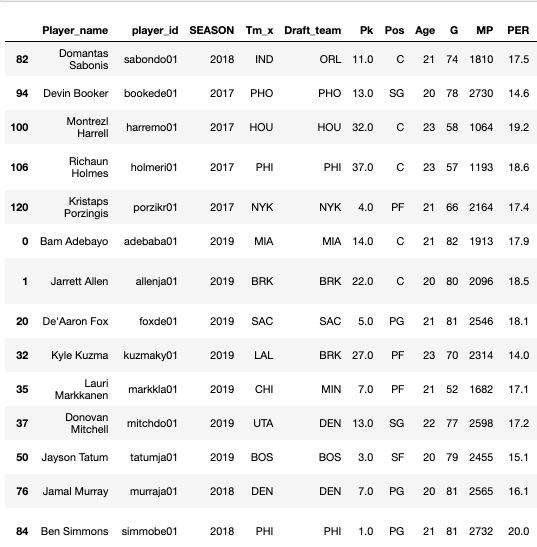 Player_name player_id SEASON Tm_x Draft_team Pk Pos Age G MP PER
82 Domantas Sabonis sabondo01 2018 IND ORL 11.0 C 21 74 1810 17.5
94 Devin Booker bookede01 2017 PHO PHO 13.0 SG 20 78 2730 14.6
100 Montrezl Harrell harremo01 2017 HOU HOU 32.0 C 23 58 1064 19.2
106 Richaun Holmes holmeri01 2017 PHI PHI 37.0 C 23 57 1193 18.6
120 Kristaps Porzingis porzikr01 2017 NYK NYK 4.0 PF 21 66 2164 17.4
0 Bam Adebayo adebaba01 2019 MIA MIA 14.0 C 21 82 1913 17.9
1 Jarrett Allen allenja01 2019 BRK BRK 22.0 C 20 80 2096 18.5
20 De'Aaron Fox foxde01 2019 SAC SAC 5.0 PG 21 81 2546 18.1
32 Kyle Kuzma kuzmaky01 2019 LAL BRK 27.0 PF 23 70 2314 14.0
35 Lauri Markkanen markkla01 2019 CHI MIN 7.0 PF 21 52 1682 17.1
37 Donovan Mitchell mitchdo01 2019 UTA DEN 13.0 SG 22 77 2598 17.2
50 Jayson Tatum tatumja01 2019 BOS BOS 3.0 SF 20 79 2455 15.1
76 Jamal Murray murraja01 2018 DEN DEN 7.0 PG 20 81 2565 16.1
84 Ben Simmons simmobe01 2018 PHI PHI 1.0 PG 21 81 2732 20.0